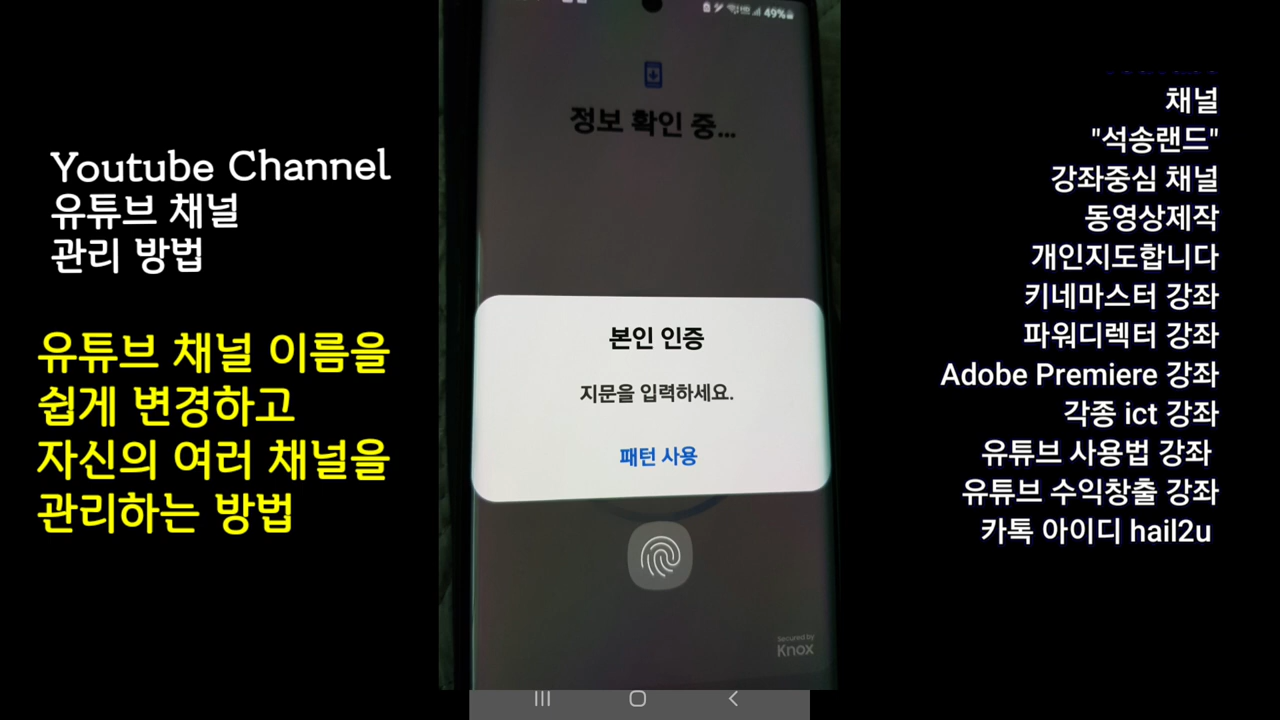 Youtube Channel
유튜브 채널
관리 방법
유튜브 채널 이름을
쉽게 변경하고
자신의 여러 채널을
관리하는 방법
49%
정보 확인 중...
본인 인증
지문을 입력하세요.
패턴 사용
Secured by
Knox
채널
"석송랜드"
강좌중심 채널
동영상제작
개인지도합니다
키네마스터 강좌
파워디렉터 강좌
Adobe Premiere 강좌
각종 ict 강좌
유튜브 사용법 강좌
유튜브 수익창출 강좌
카톡 아이디 hail2u